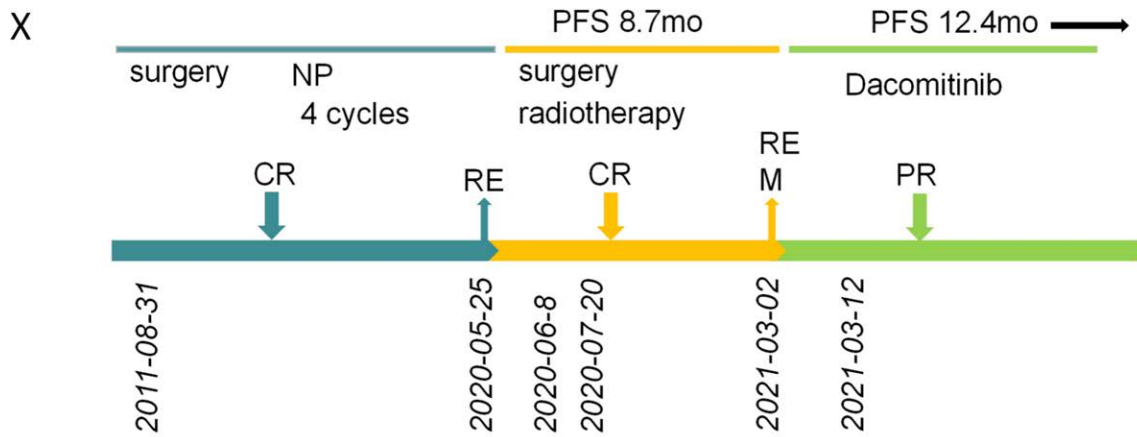 X
PFS 8.7mo
PFS 12.4mo
surgery
NP
4 cycles
surgery
radiotherapy
Dacomitinib
CR
RE
CR
RE
M
PR
2011-08-31
2020-05-25
2020-06-8
2020-07-20
2021-03-02
2021-03-12